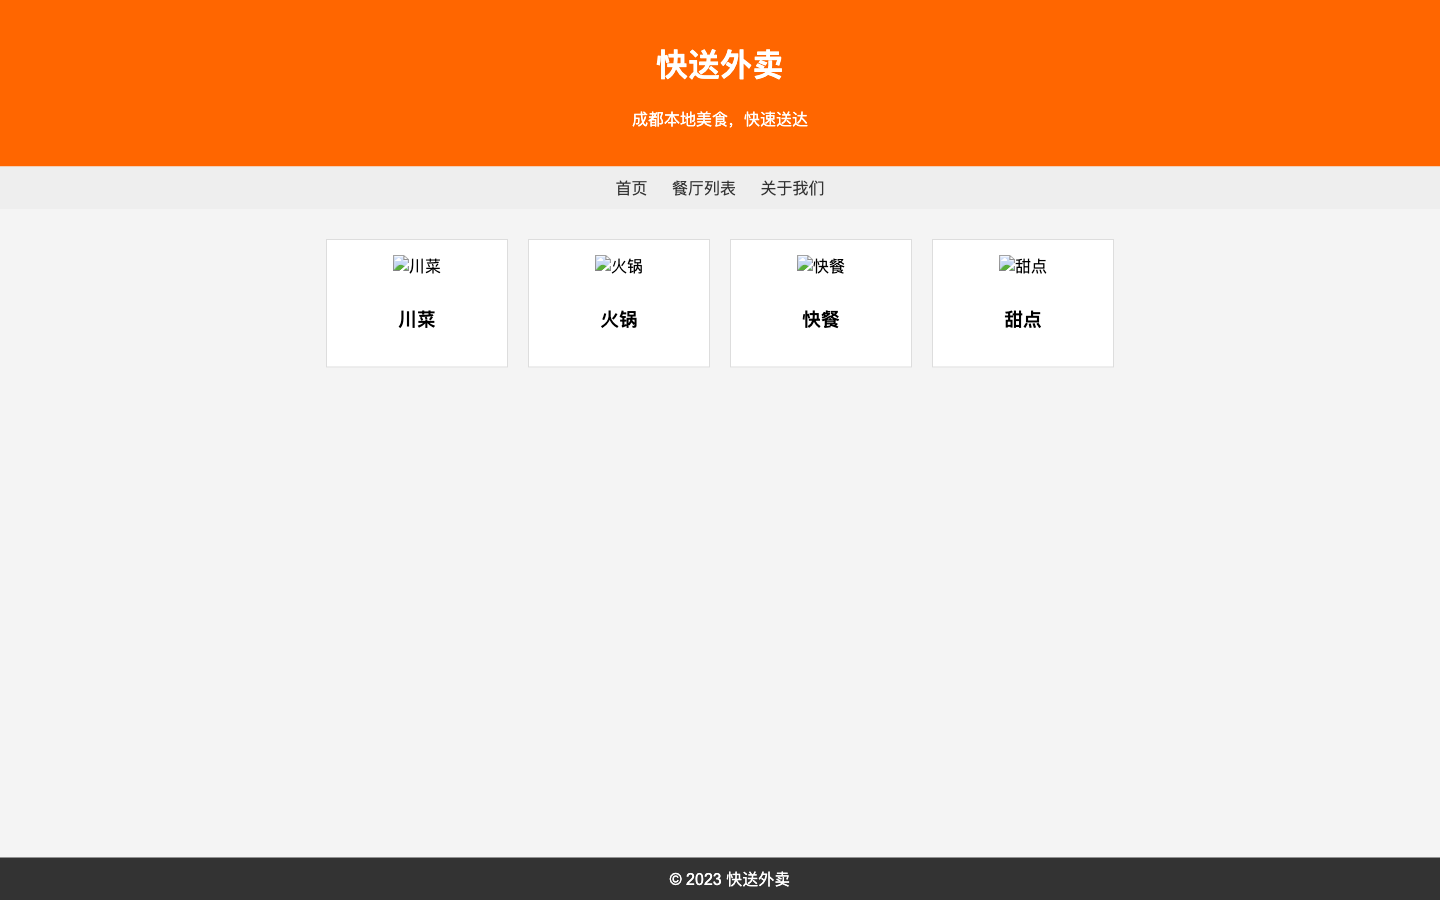 快送外卖
成都本地美食，快速送达
首页 餐厅列表 关于我们
川菜 火锅 快餐 甜点
川菜 火锅 快餐 甜点
© 2023 快送外卖